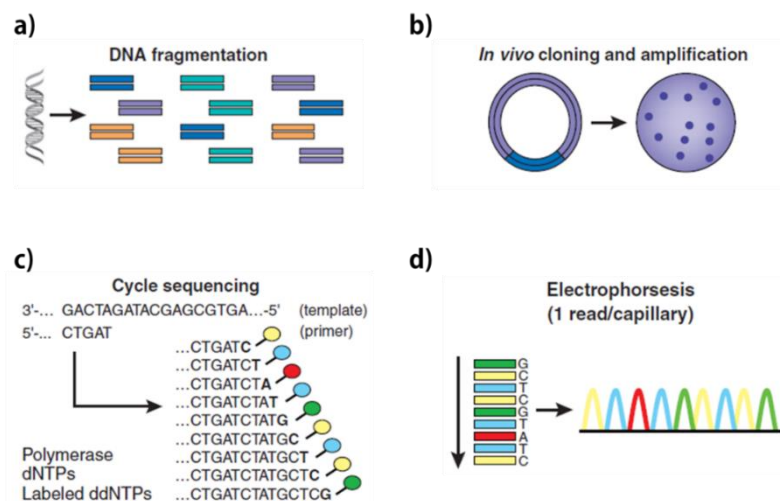 a)
DNA fragmentation
b)
In vivo cloning and amplification
c)
Cycle sequencing
3'-... GACTAGATACGAGCGTGA...-5' (template)
5'-... CTGAT (primer)
...CTGATC
...CTGATCT
...CTGATCTA
...CTGATCTAT
...CTGATCTATG
...CTGATCTATGC
...CTGATCTATGCT
...CTGATCTATGCTC
...CTGATCTATGCTCG
Polymerase
dNTPs
Labeled ddNTPs
d)
Electrophorsesis
(1 read/capillary)
G
C
T
C
G
T
A
T
C